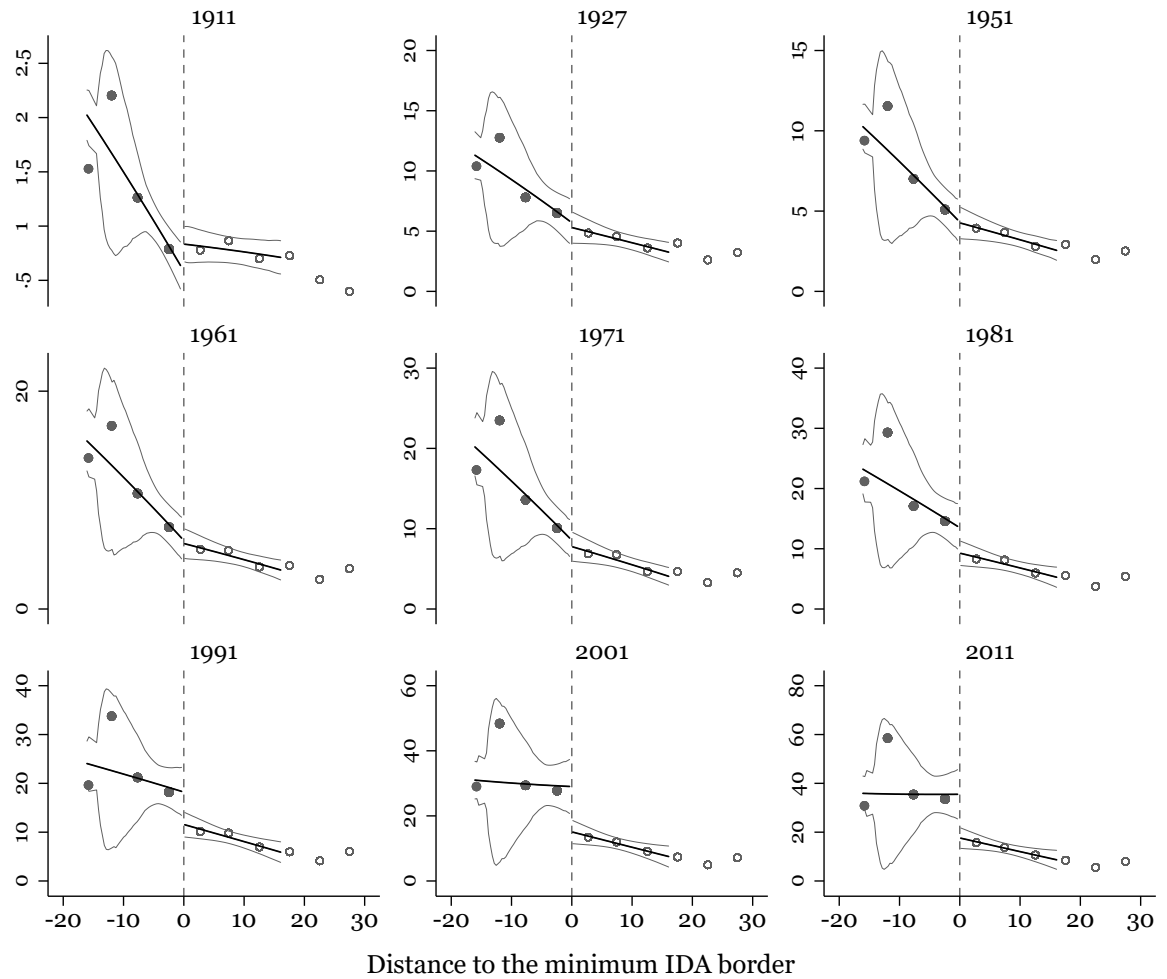 1911 1927 1951
2.5 2 1.5 1 .5
20 15 10 5 0
15 10 5 0
1961 1971 1981
20 0
30 20 10 0
40 30 20 10 0
1991 2001 2011
40 30 20 10 0
60 40 20 0
80 60 40 20 0
-20 -10 0 10 20 30 -20 -10 0 10 20 30 -20 -10 0 10 20 30
Distance to the minimum IDA border